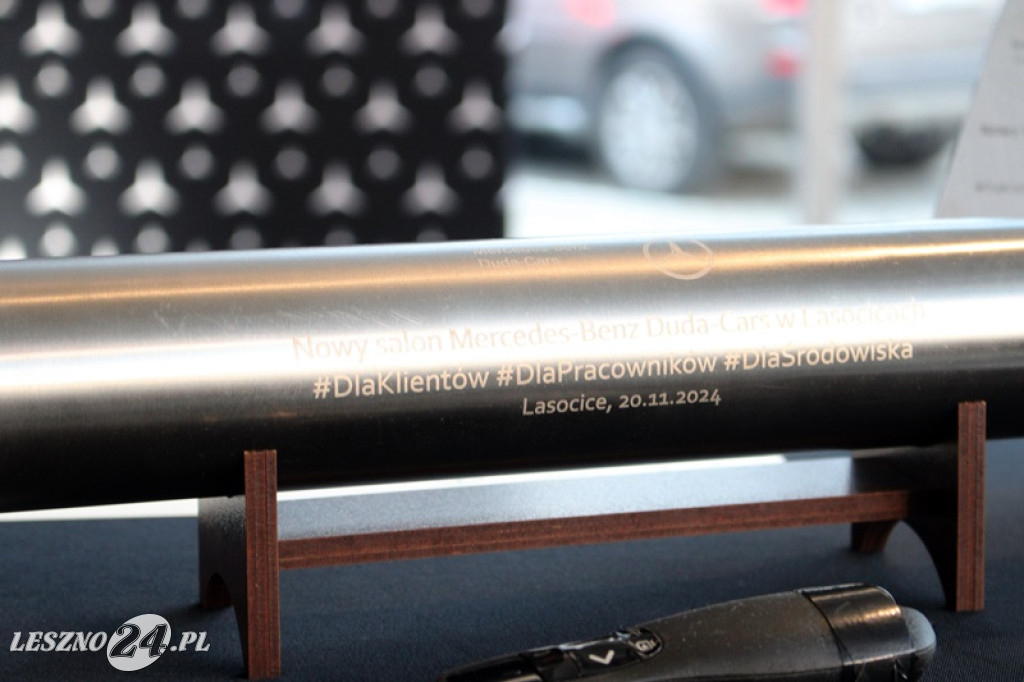 Duda-Cars
Nowy salon Mercedes-Benz Duda-Cars w Lasocicach
#DlaKlientów #DlaPracowników #DlaŚrodowiska
Lasocice, 20.11.2024
LESZNO24.PL